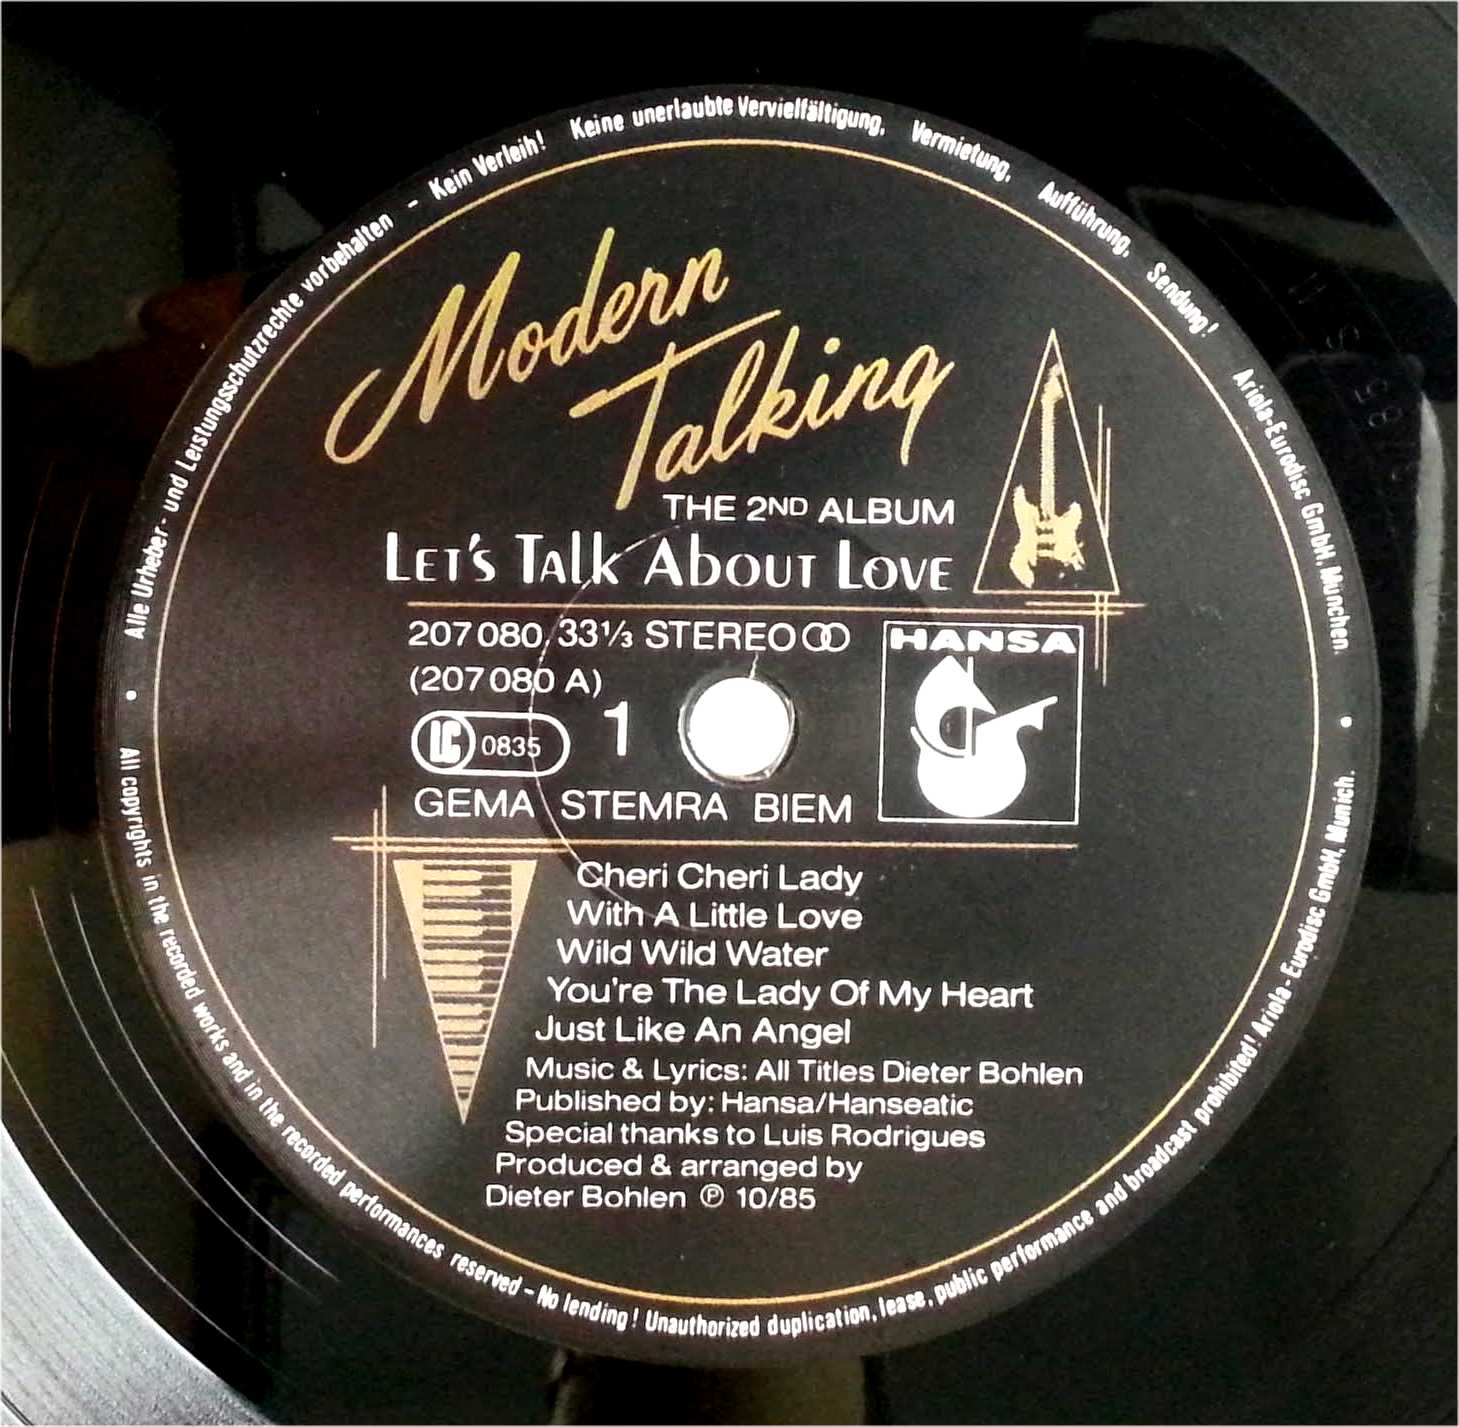 Alle Urheber- und Leistungsschutzrechte vorbehalten - Kein Verleih! Keine unerlaubte Vervielfältigung, Vermietung, Aufführung, Sendung! Ariola-Eurodisc GmbH, München.
Modern
Talking
THE 2ND ALBUM
LET'S TALK ABOUT LOVE
207 080, 33 1/3 STEREO
(207 080 A)
HANSA
LC 0835
1
GEMA STEMRA BIEM
Cheri Cheri Lady
With A Little Love
Wild Wild Water
You're The Lady Of My Heart
Just Like An Angel
Music & Lyrics: All Titles Dieter Bohlen
Published by: Hansa/Hanseatic
Special thanks to Luis Rodrigues
Produced & arranged by
Dieter Bohlen ℗ 10/85
All copyrights in the recorded works and in the recorded performances reserved - No lending! Unauthorized duplication, lease, public performance and broadcast prohibited! Ariola-Eurodisc GmbH, Munich.